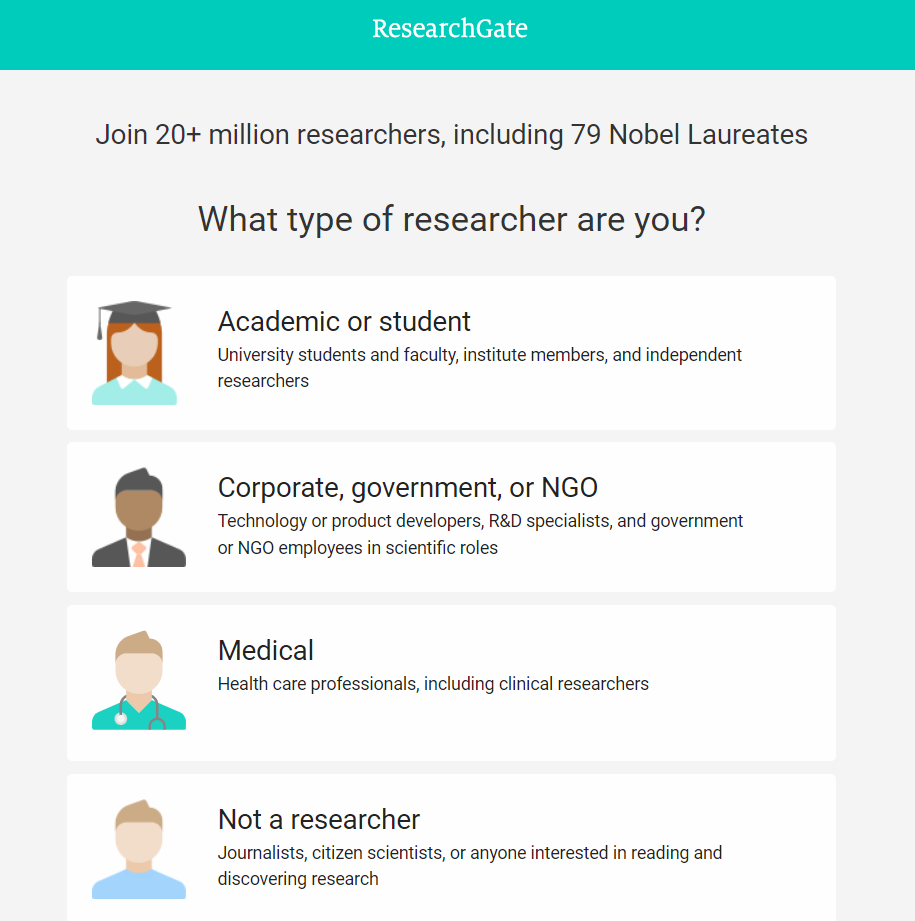 ResearchGate
Join 20+ million researchers, including 79 Nobel Laureates
What type of researcher are you?
Academic or student
University students and faculty, institute members, and independent
researchers
Corporate, government, or NGO
Technology or product developers, R&D specialists, and government
or NGO employees in scientific roles
Medical
Health care professionals, including clinical researchers
Not a researcher
Journalists, citizen scientists, or anyone interested in reading and
discovering research